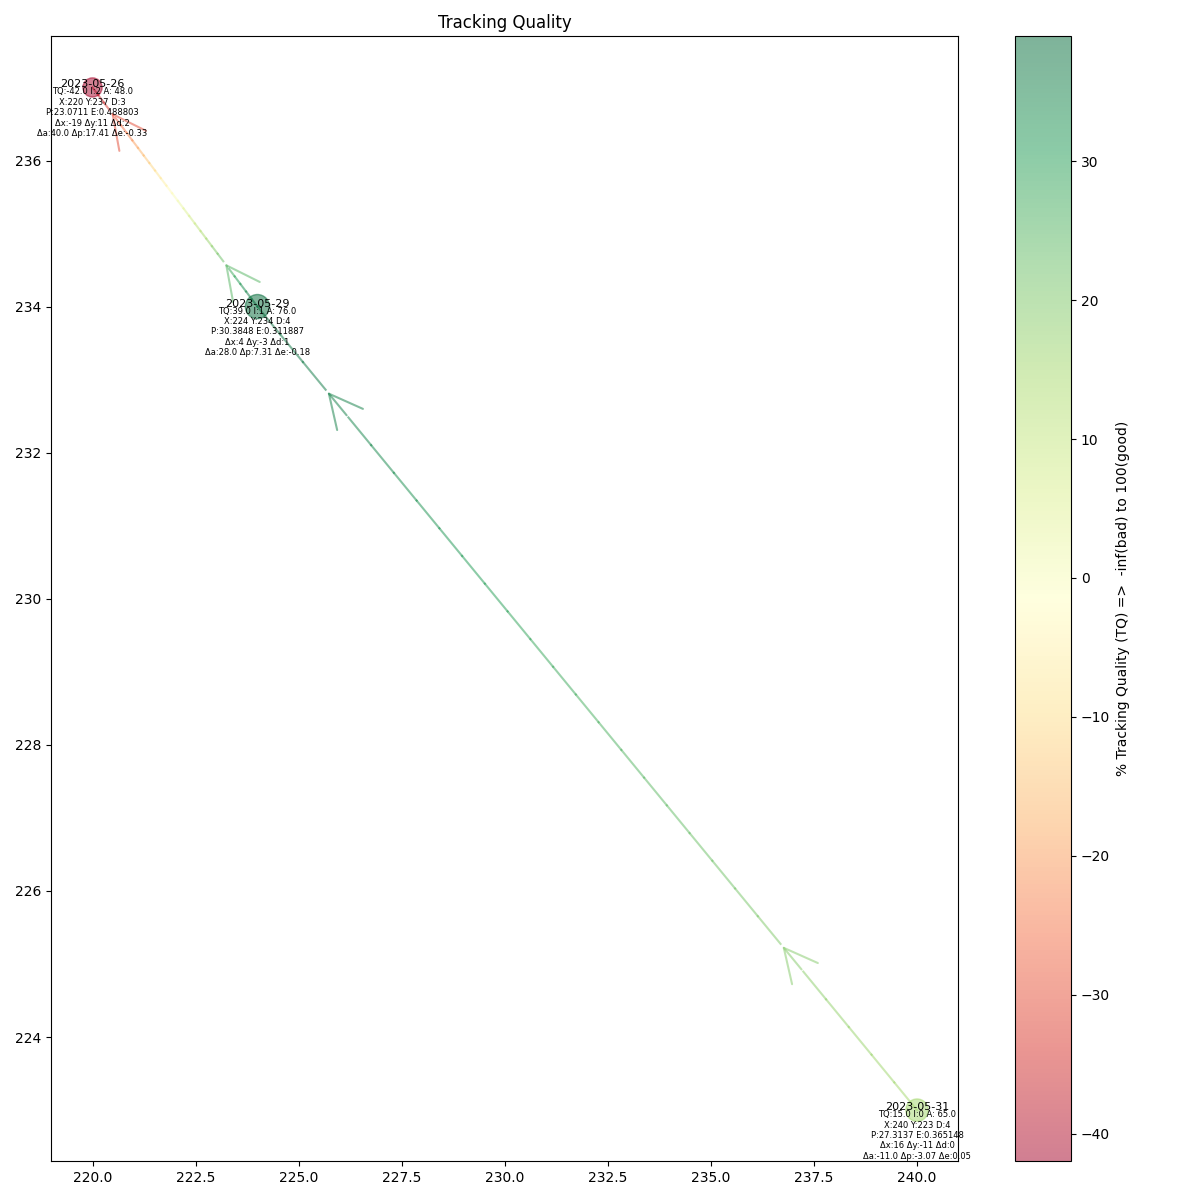 Tracking Quality
2023-05-26
TQ:-42.0 I:2 A: 48.0
X:220 Y:237 D:3
P:23.0711 E:0.488803
Δx:-19 Δy:11 Δd:2
Δa:40.0 Δp:17.41 Δe:-0.33
2023-05-29
TQ:39.0 I:1 A: 76.0
X:224 Y:234 D:4
P:30.3848 E:0.311887
Δx:4 Δy:-3 Δd:1
Δa:28.0 Δp:7.31 Δe:-0.18
2023-05-31
TQ:15.0 I:0 A: 65.0
X:240 Y:223 D:4
P:27.3137 E:0.365148
Δx:16 Δy:-11 Δd:0
Δa:-11.0 Δp:-3.07 Δe:0.05
236
234
232
230
228
226
224
220.0 222.5 225.0 227.5 230.0 232.5 235.0 237.5 240.0
30
20
10
0
−10
−20
−30
−40
% Tracking Quality (TQ) => -inf(bad) to 100(good)